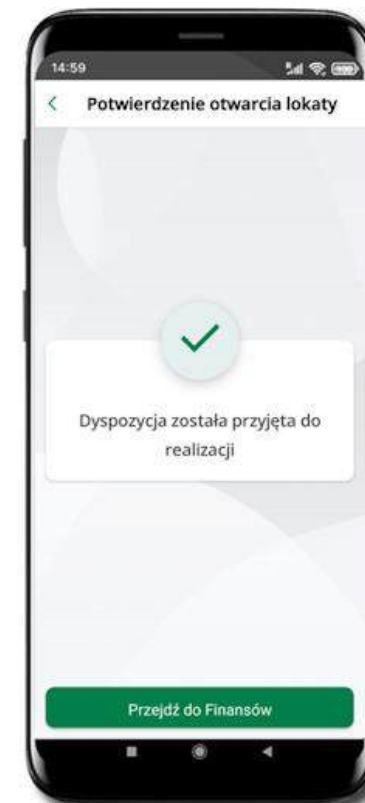 14:59
Potwierdzenie otwarcia lokaty
Dyspozycja została przyjęta do
realizacji
Przejdź do Finansów